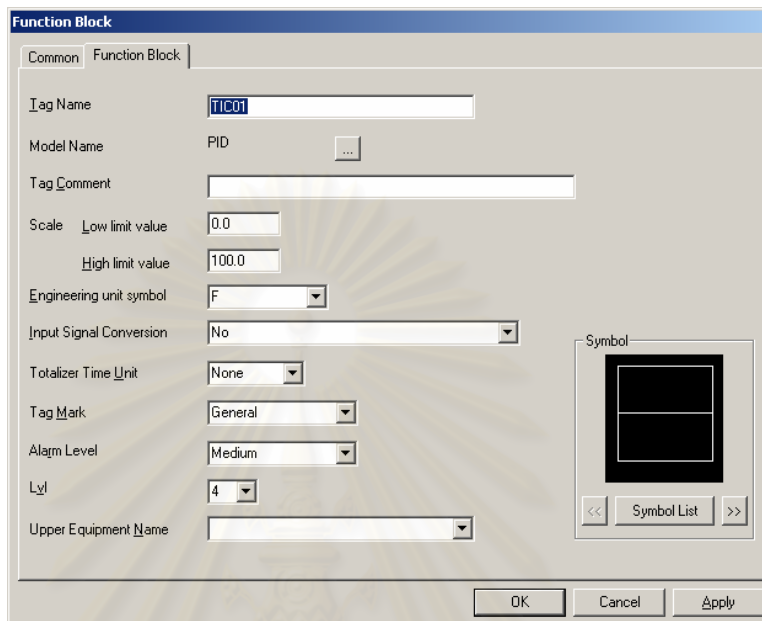 Function Block
Common Function Block
Tag Name TIC01
Model Name PID ...
Tag Comment
Scale Low limit value 0.0
High limit value 100.0
Engineering unit symbol F
Input Signal Conversion No
Symbol
Totalizer Time Unit None
Tag Mark General
Alarm Level Medium
Lvl 4
<< Symbol List >>
Upper Equipment Name
OK Cancel Apply